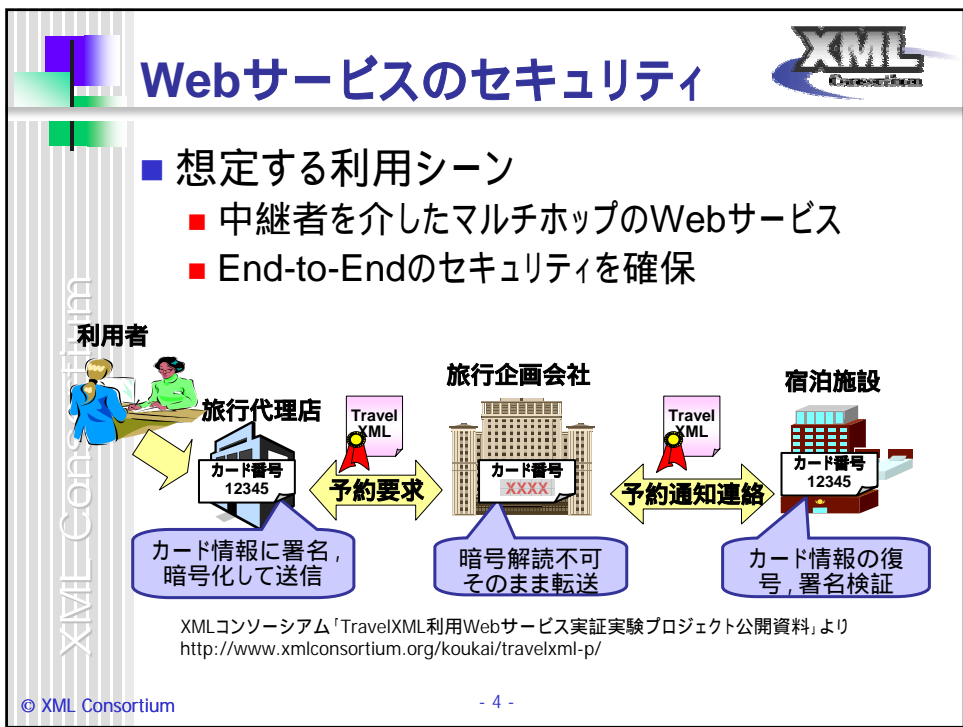 Webサービスのセキュリティ
XML
Consortium
想定する利用シーン
中継者を介したマルチホップのWebサービス
End-to-Endのセキュリティを確保
XML Consortium
利用者
旅行代理店
旅行企画会社
宿泊施設
Travel
XML
Travel
XML
カード番号
12345
カード番号
XXXX
カード番号
12345
予約要求
予約通知連絡
カード情報に署名,
暗号化して送信
暗号解読不可
そのまま転送
カード情報の復
号,署名検証
XMLコンソーシアム「TravelXML利用Webサービス実証実験プロジェクト公開資料」より
http://www.xmlconsortium.org/koukai/travelxml-p/
© XML Consortium
- 4 -